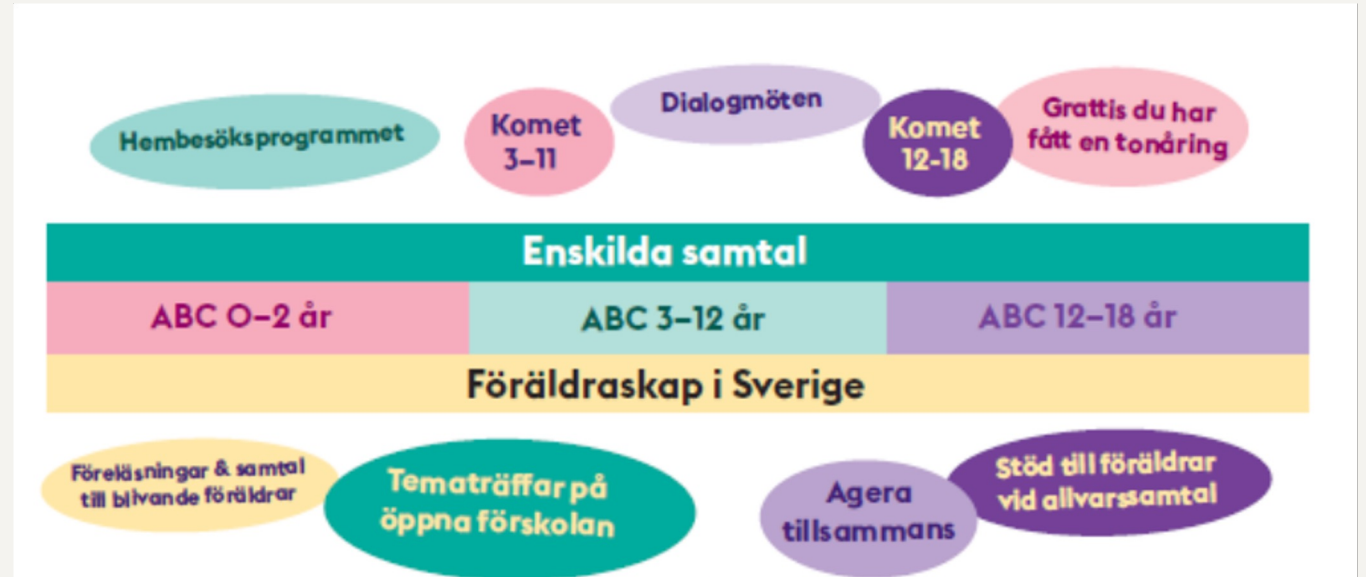 Hembesöksprogrammet
Komet
3–11
Dialogmöten
Komet
12-18
Grattis du har
fått en tonåring
Enskilda samtal
ABC 0–2 år
ABC 3–12 år
ABC 12–18 år
Föräldraskap i Sverige
Föreläsningar & samtal
till blivande föräldrar
Tematräffar på
öppna förskolan
Agera
tillsammans
Stöd till föräldrar
vid allvarssamtal